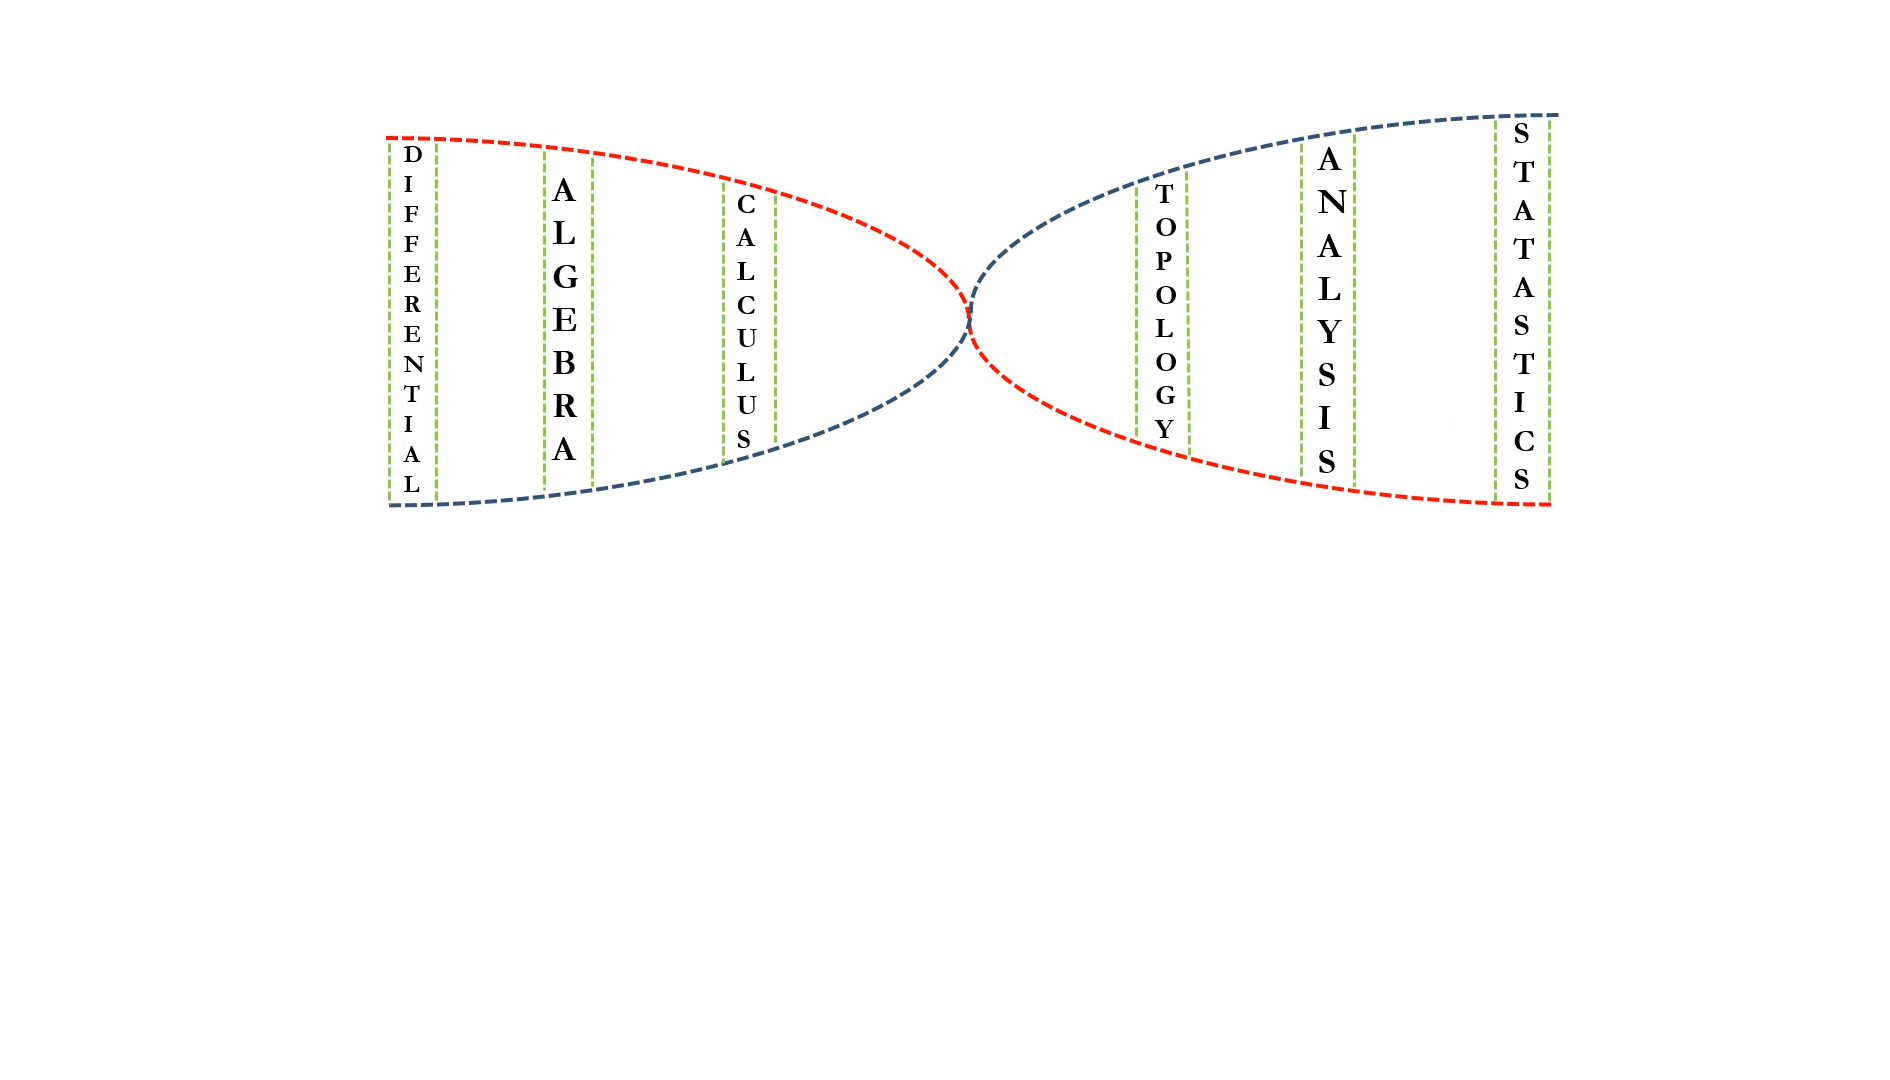 DIFFERENTIAL
ALGEBRA
CALCULUS
TOPOLOGY
ANALYSIS
STATASTICS